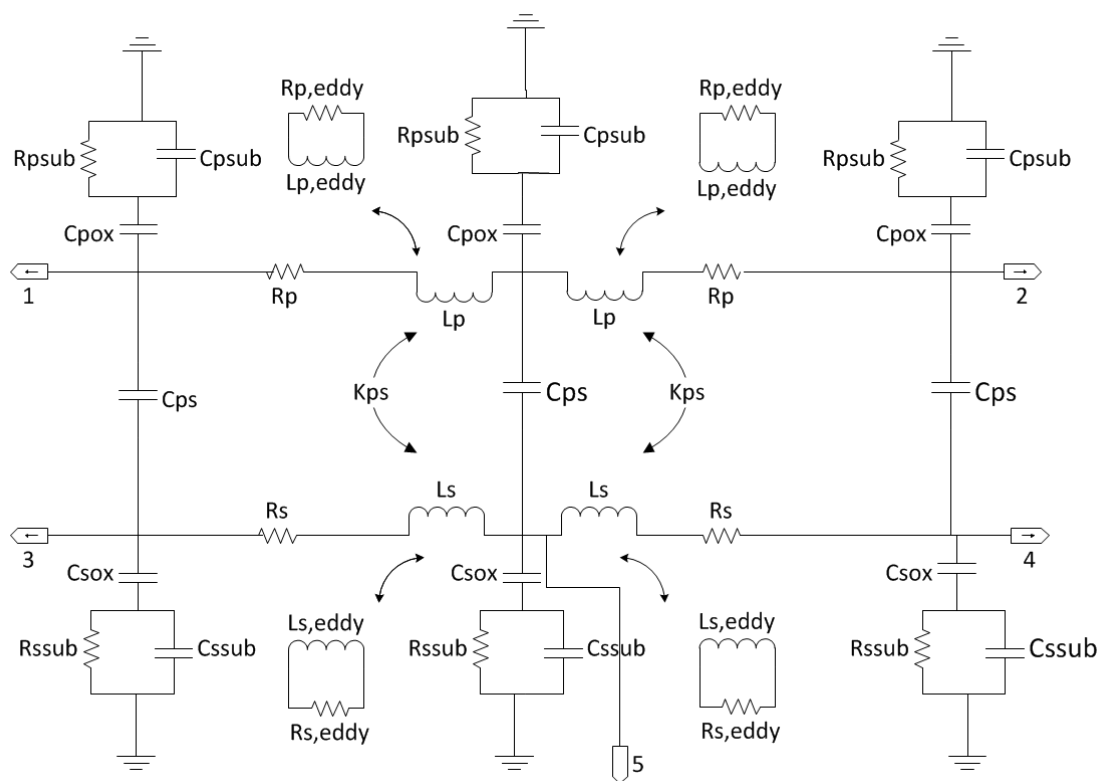 Rp,eddy
Rp,eddy
Rpsub
Cpsub
Rpsub
Cpsub
Rpsub
Cpsub
Lp,eddy
Lp,eddy
Cpox
Cpox
Cpox
1
Rp
Lp
Lp
Rp
2
Kps
Cps
Kps
Cps
Cps
Rs
Ls
Ls
Rs
3
4
Csox
Csox
Csox
Ls,eddy
Ls,eddy
Rssub
Cssub
Rssub
Cssub
Rssub
Cssub
Rs,eddy
Rs,eddy
5